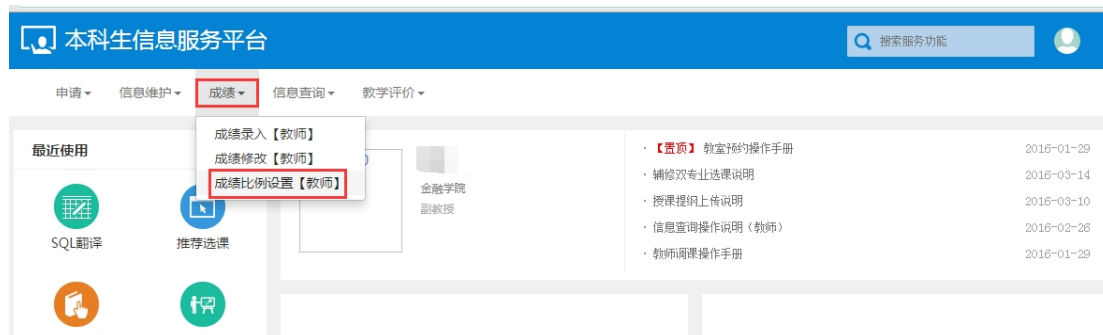 本科生信息服务平台
搜索服务功能
申请 信息维护 成绩 信息查询 教学评价
成绩录入【教师】
成绩修改【教师】
成绩比例设置【教师】
最近使用
SQL翻译
推荐选课
金融学院
副教授
· 【置顶】 教室预约操作手册 2016-01-29
· 辅修双专业选课说明 2016-03-14
· 授课提纲上传说明 2016-03-10
· 信息查询操作说明（教师） 2016-02-26
· 教师调课操作手册 2016-01-29